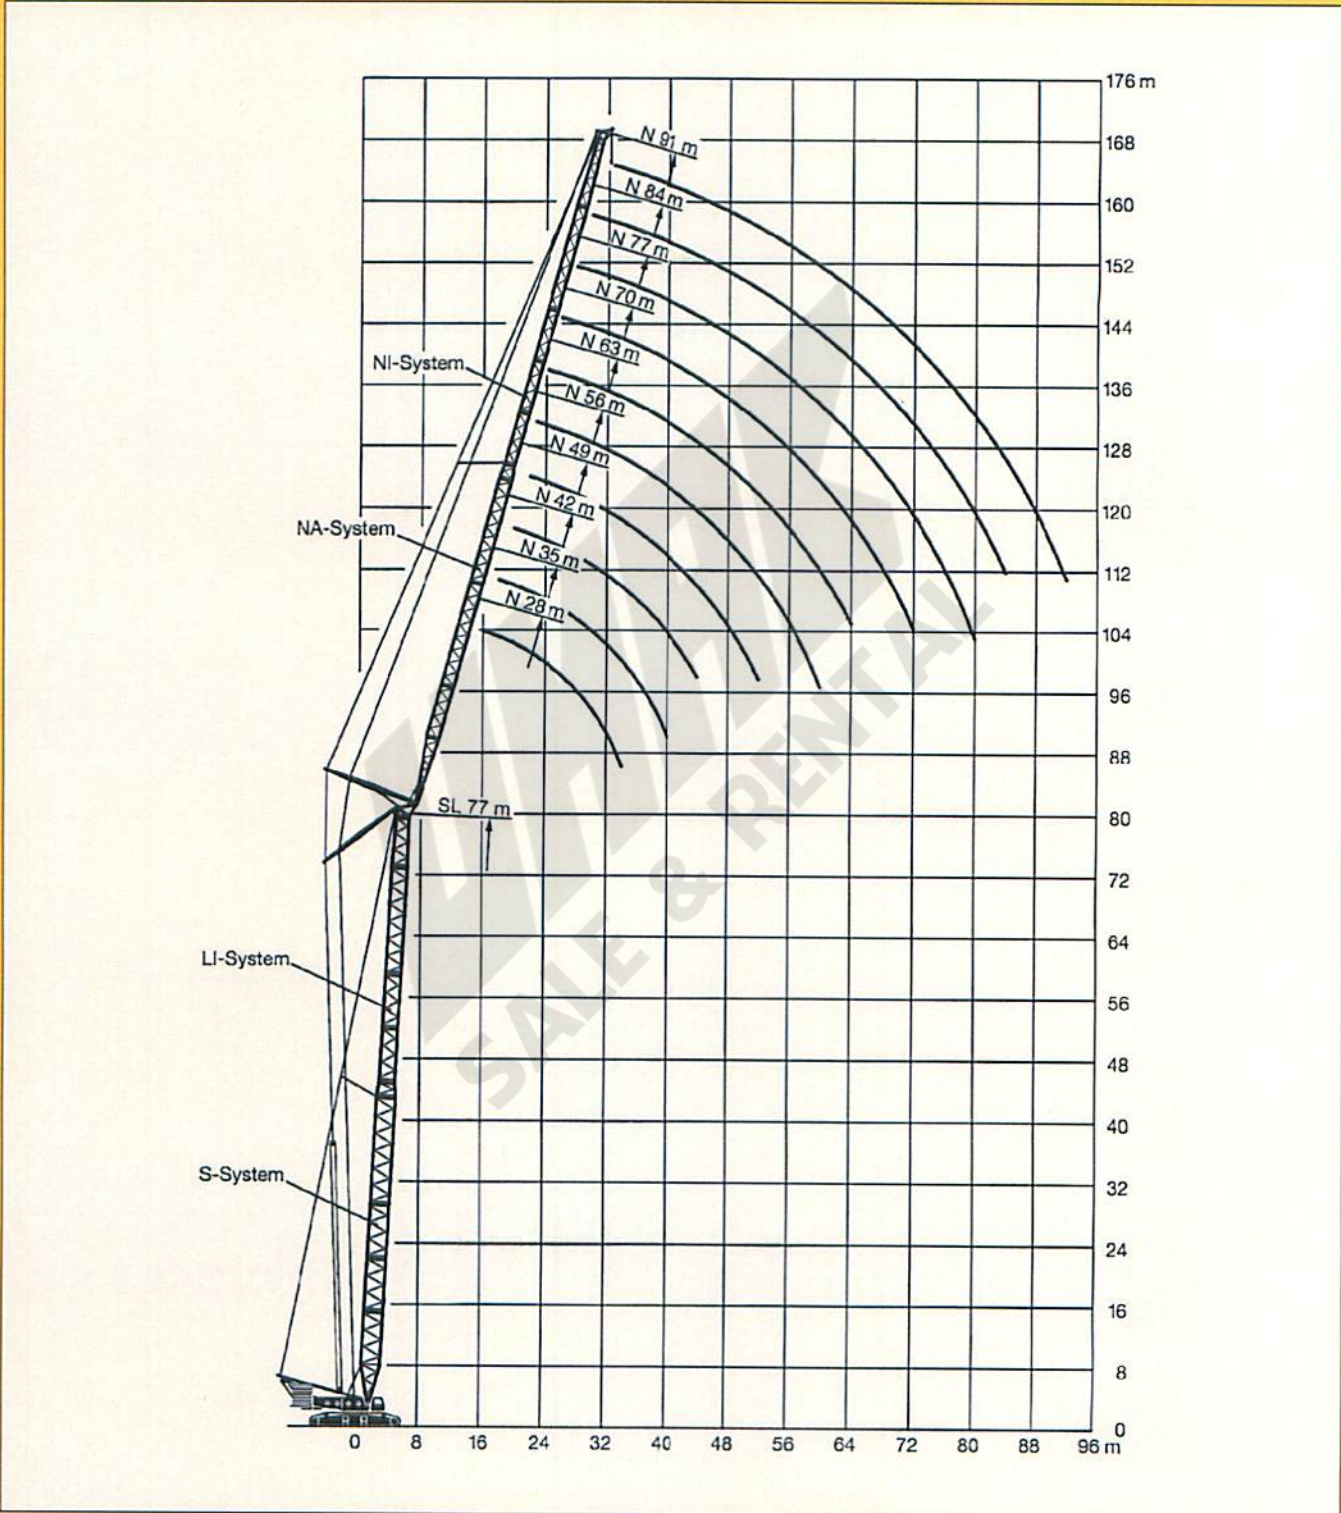 176 m
N 91 m
168
N 84 m
160
N 77 m
152
N 70 m
144
N 63 m
NI-System
136
N 56 m
128
N 49 m
N 42 m
120
NA-System
N 35 m
112
N 28 m
104
96
88
SL 77 m
80
72
64
LI-System
56
48
40
S-System
32
24
16
8
0
0 8 16 24 32 40 48 56 64 72 80 88 96 m
SALE & RENTAL